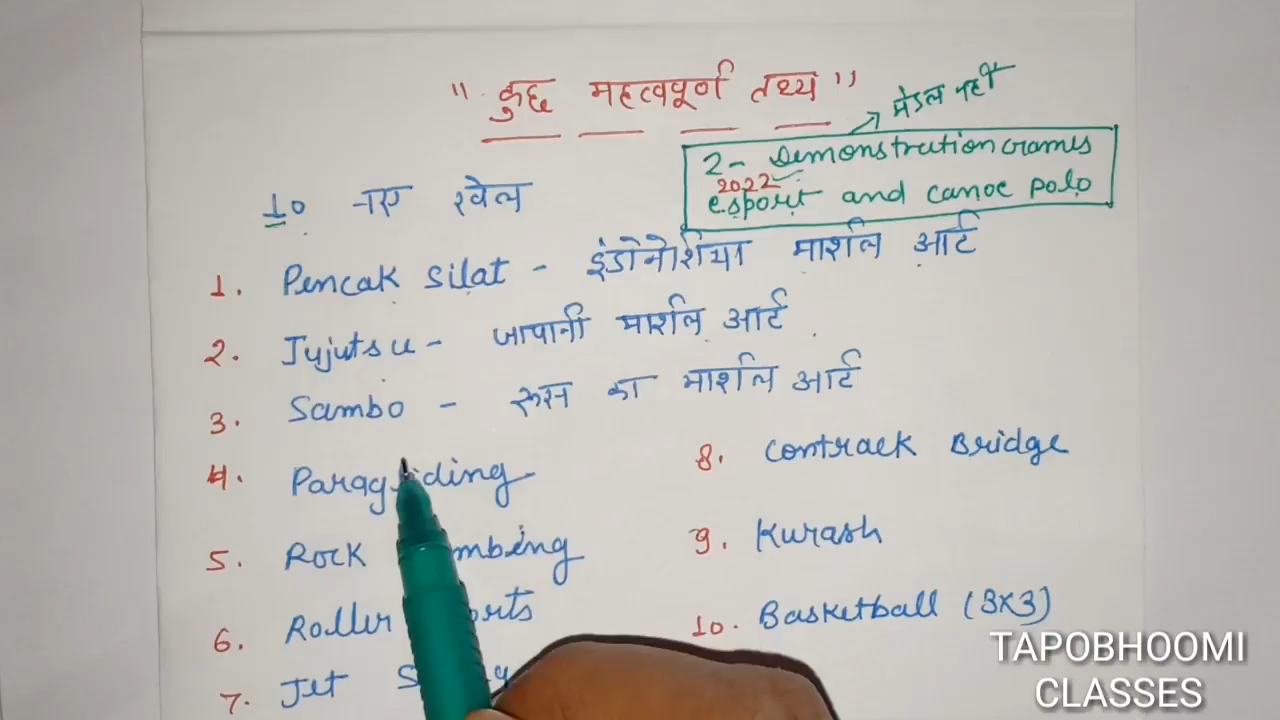 " कुछ महत्वपूर्ण तथ्य "
मेडल नहीं
2- Demonstration Games
2022
esport and canoe polo
10 नए खेल
1. Pencak Silat - इंडोनेशिया मार्शल आर्ट
2. Jujutsu - जापानी मार्शल आर्ट
3. Sambo - रूस का मार्शल आर्ट
4.
5. Rock
6. Roller
7. Jet
8. Contrack Bridge
9. Kurash
10. Basketball (3x3)
TAPOBHOOMI
CLASSES